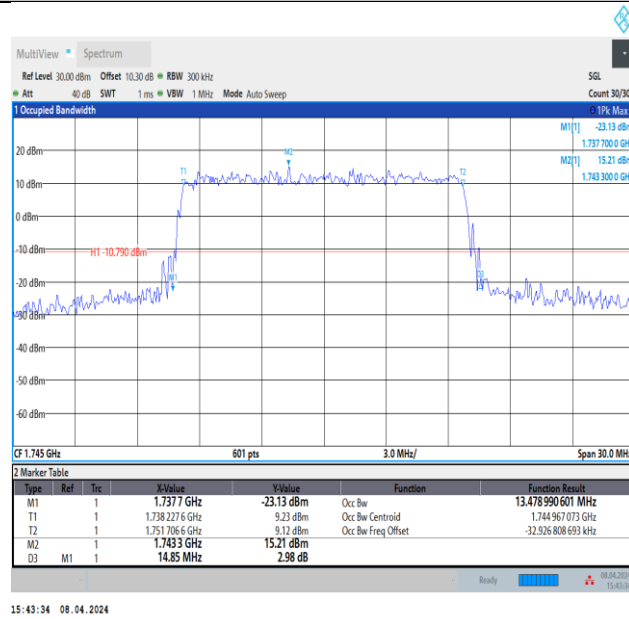 MultiView Spectrum
Ref Level 30.00 dBm Offset 10.30 dB RBW 300 kHz SGL
Att 40 dB SWT 1 ms VBW 1 MHz Mode Auto Sweep Count 30/30
1 Occupied Bandwidth 1Pk Max
M1[1] -23.13 dBm
1.737 700 0 GH
M2[1] 15.21 dBm
1.743 300 0 GH
20 dBm
M2
T1
T2
10 dBm
0 dBm
-10 dBm
H1 -10.790 dBm
M1
D3
-20 dBm
-30 dBm
-40 dBm
-50 dBm
-60 dBm
CF 1.745 GHz 601 pts 3.0 MHz/ Span 30.0 MH
2 Marker Table
Type Ref Trc X-Value Y-Value Function Function Result
M1 1 1.737 7 GHz -23.13 dBm Occ Bw 13.478 990 601 MHz
T1 1 1.738 227 6 GHz 9.23 dBm Occ Bw Centroid 1.744 967 073 GHz
T2 1 1.751 706 6 GHz 9.12 dBm Occ Bw Freq Offset -32.926 808 693 kHz
M2 1 1.743 3 GHz 15.21 dBm
D3 M1 1 14.85 MHz 2.98 dB
Ready 08.04.2024
15:43:3
15:43:34 08.04.2024